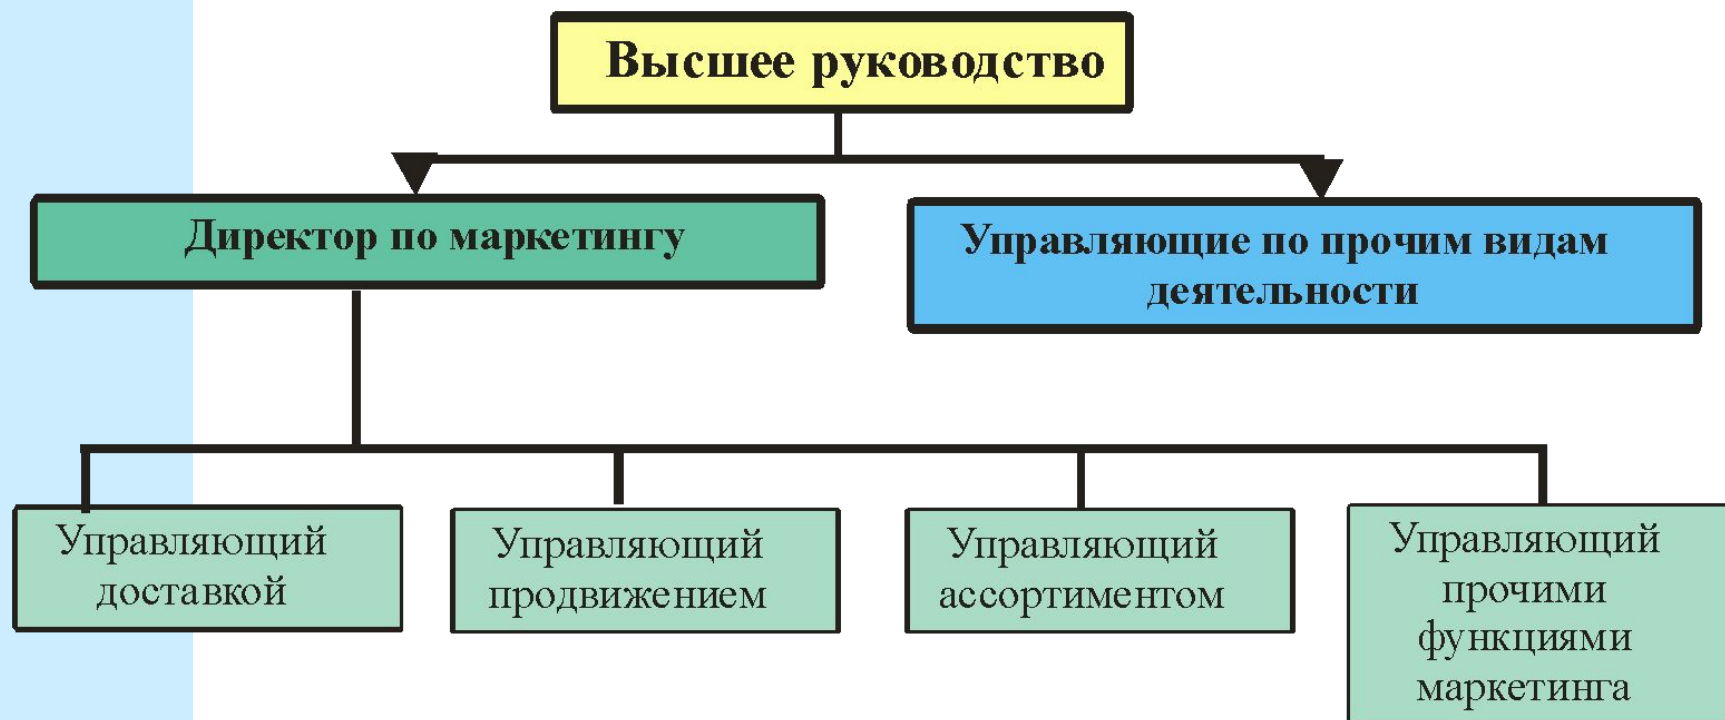 Высшее руководство
Директор по маркетингу
Управляющие по прочим видам
деятельности
Управляющий
доставкой
Управляющий
продвижением
Управляющий
ассортиментом
Управляющий
прочими
функциями
маркетинга